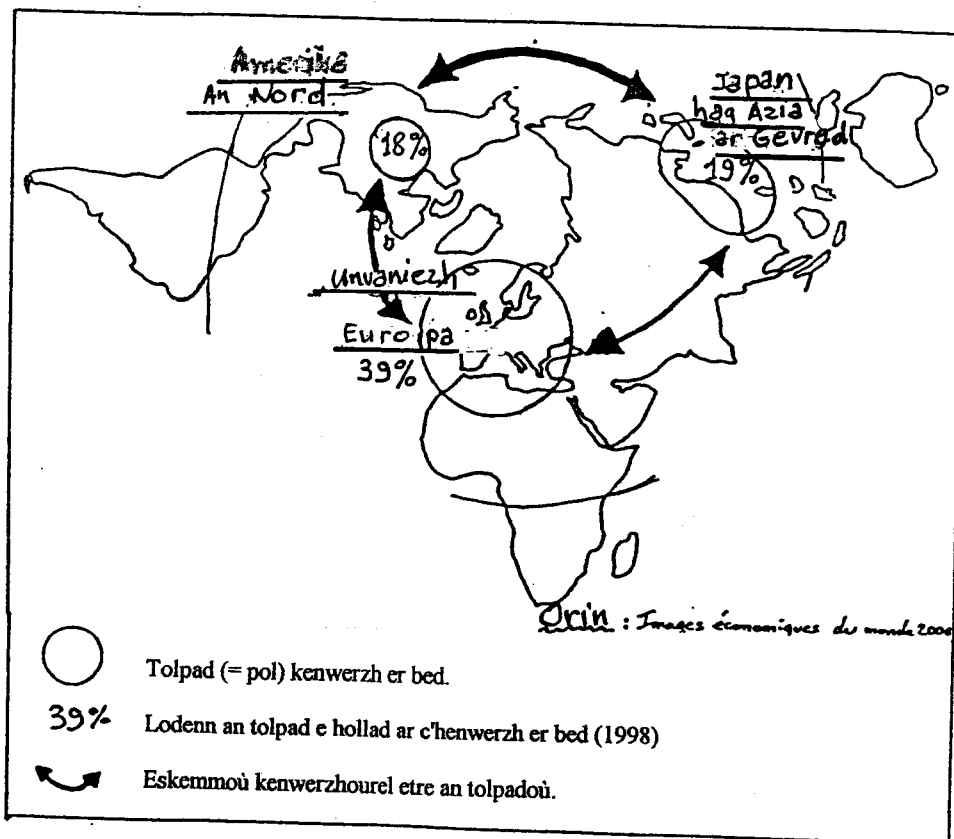 Amerika
An Nord
Japan
hag Azia
ar Gevred
18%
19%
Unvaniezh
Europa
39%
Orin : Images économiques du monde 2000
Tolpad (= pol) kenwerzh er bed.
39% Lodenn an tolpad e hollad ar c'henwerzh er bed (1998)
Eskemmoù kenwerzhourel etre an tolpadoù.